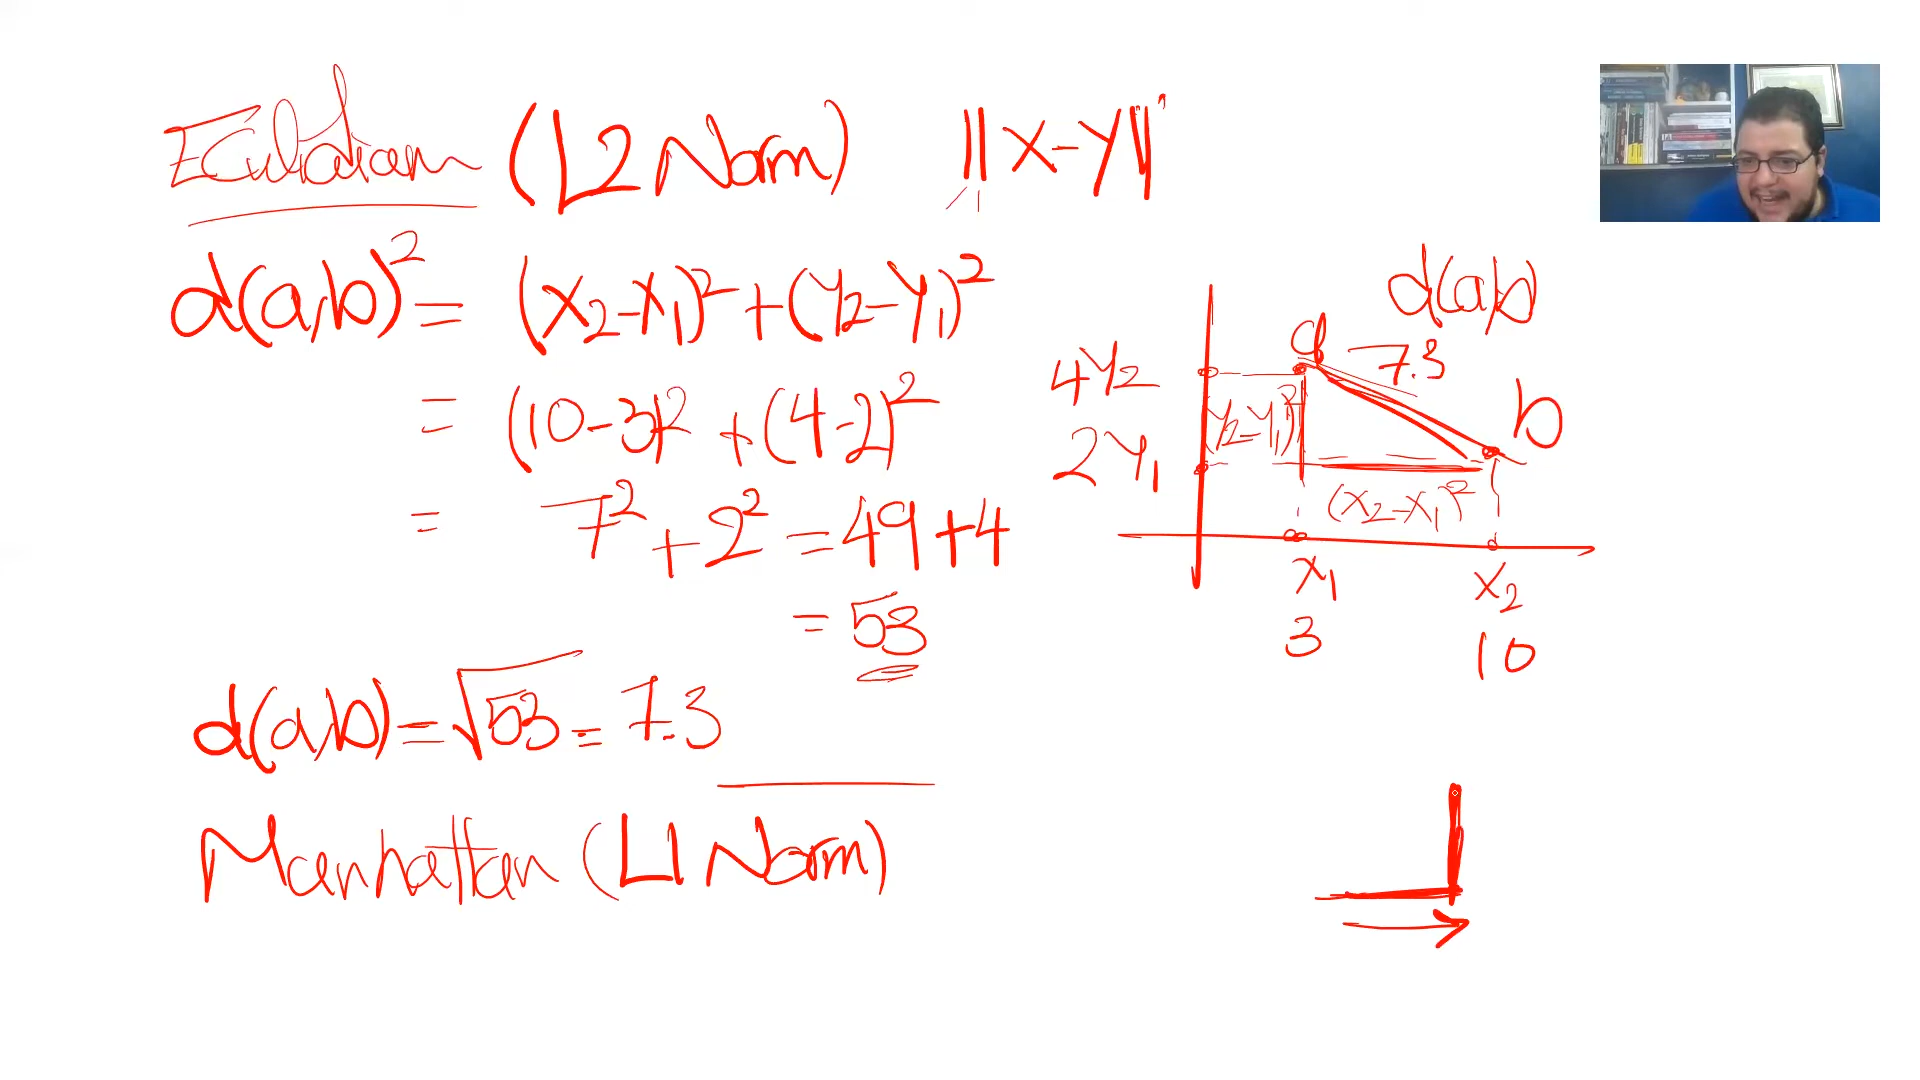 Eculidiam (L2 Norm) ||X-Y||
d(a,b)² = (X₂-X₁)² + (Y₂-Y₁)²
= (10-3)² + (4-2)²
= 7² + 2² = 49 + 4
= 53
d(a,b) = √53 = 7.3
Manhattan (L1 Norm)
d(a,b)
a
7.3
4 Y₂
(Y₂-Y₁)²
b
2 Y₁
(X₂-X₁)²
X₁ X₂
3 10